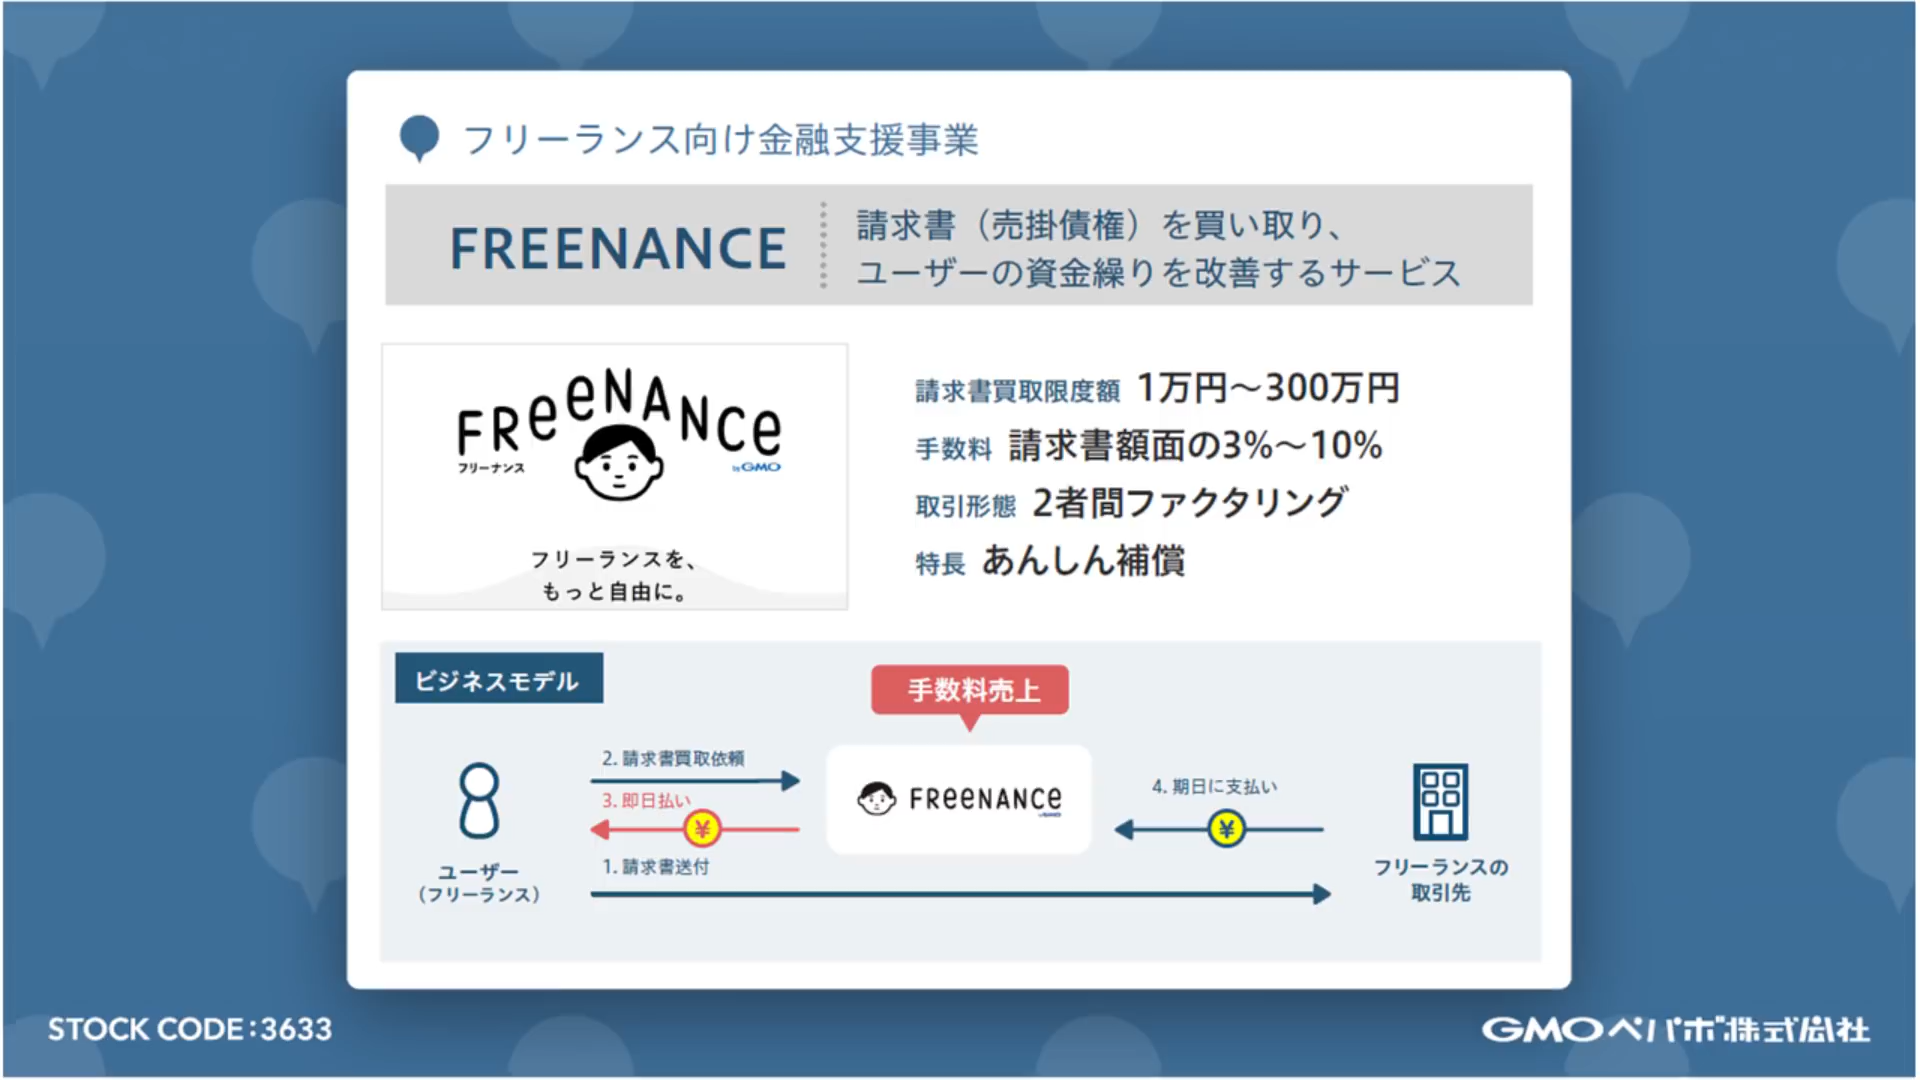 フリーランス向け金融支援事業
FREENANCE
請求書（売掛債権）を買い取り、
ユーザーの資金繰りを改善するサービス
FReeNANce
フリーナンス
by GMO
フリーランスを、
もっと自由に。
請求書買取限度額 1万円～300万円
手数料 請求書額面の3%～10%
取引形態 2者間ファクタリング
特長 あんしん補償
ビジネスモデル
手数料売上
2. 請求書買取依頼
3. 即日払い
¥
1. 請求書送付
FReeNANce
by GMO
4. 期日に支払い
¥
ユーザー
（フリーランス）
フリーランスの
取引先
STOCK CODE:3633
GMOペパボ株式会社